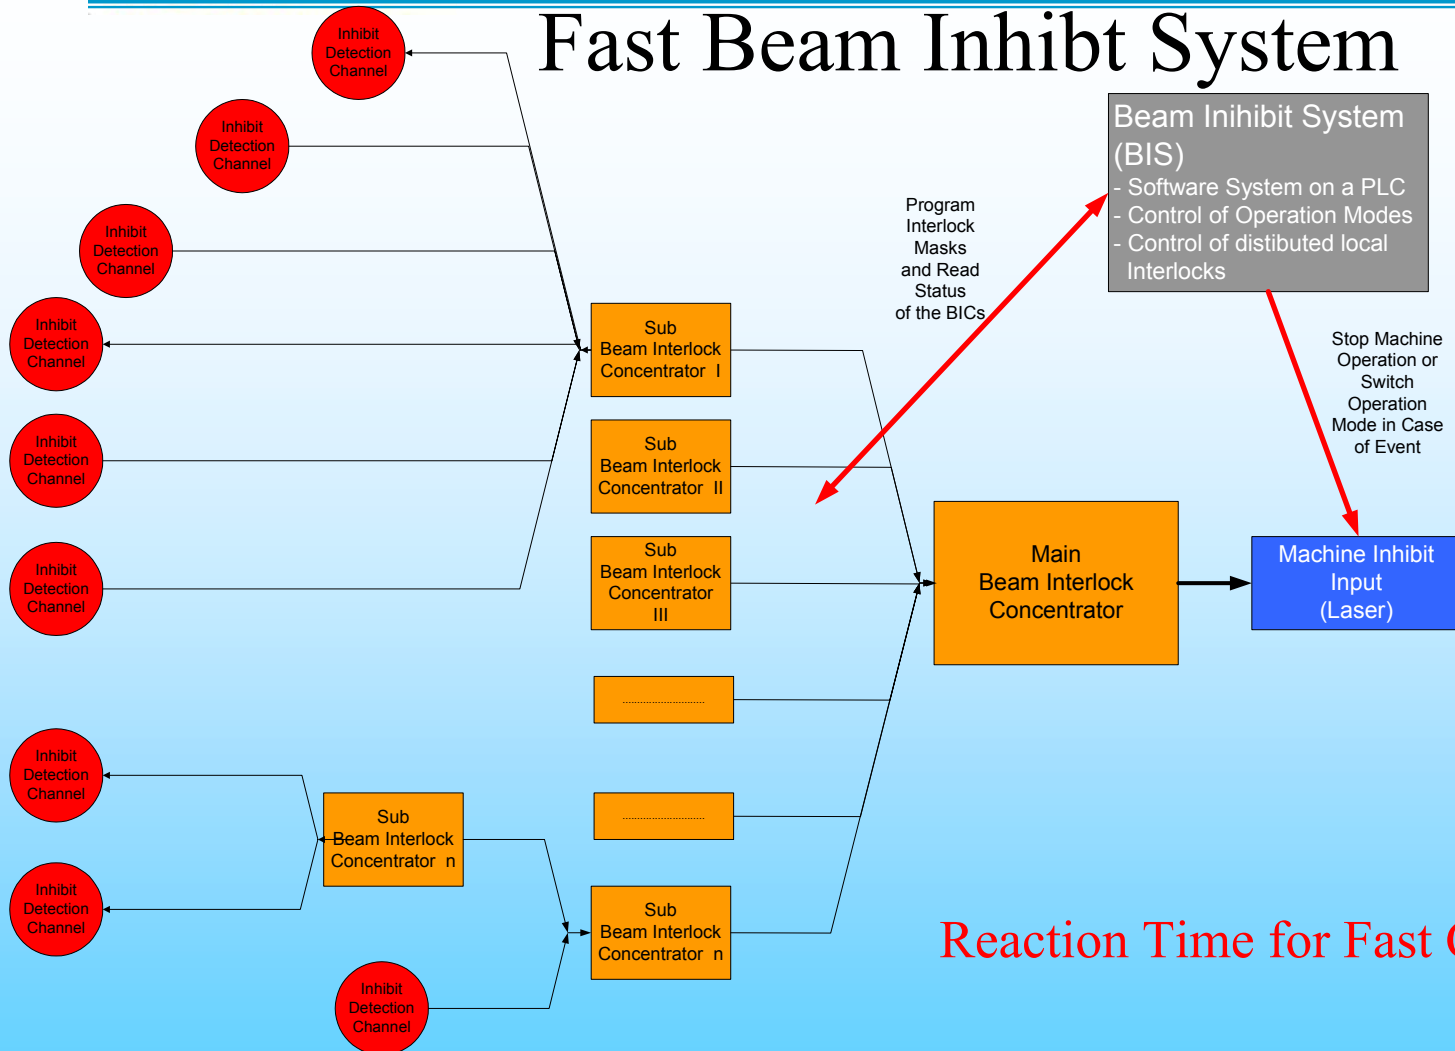 Fast Beam Inhibt System
Inhibit
Detection
Channel
Inhibit
Detection
Channel
Inhibit
Detection
Channel
Inhibit
Detection
Channel
Inhibit
Detection
Channel
Inhibit
Detection
Channel
Inhibit
Detection
Channel
Inhibit
Detection
Channel
Inhibit
Detection
Channel
Sub
Beam Interlock
Concentrator I
Sub
Beam Interlock
Concentrator II
Sub
Beam Interlock
Concentrator
III
............................
............................
Sub
Beam Interlock
Concentrator n
Sub
Beam Interlock
Concentrator n
Program
Interlock
Masks
and Read
Status
of the BICs
Beam Inihibit System
(BIS)
- Software System on a PLC
- Control of Operation Modes
- Control of distibuted local
Interlocks
Stop Machine
Operation or
Switch
Operation
Mode in Case
of Event
Main
Beam Interlock
Concentrator
Machine Inhibit
Input
(Laser)
Reaction Time for Fast